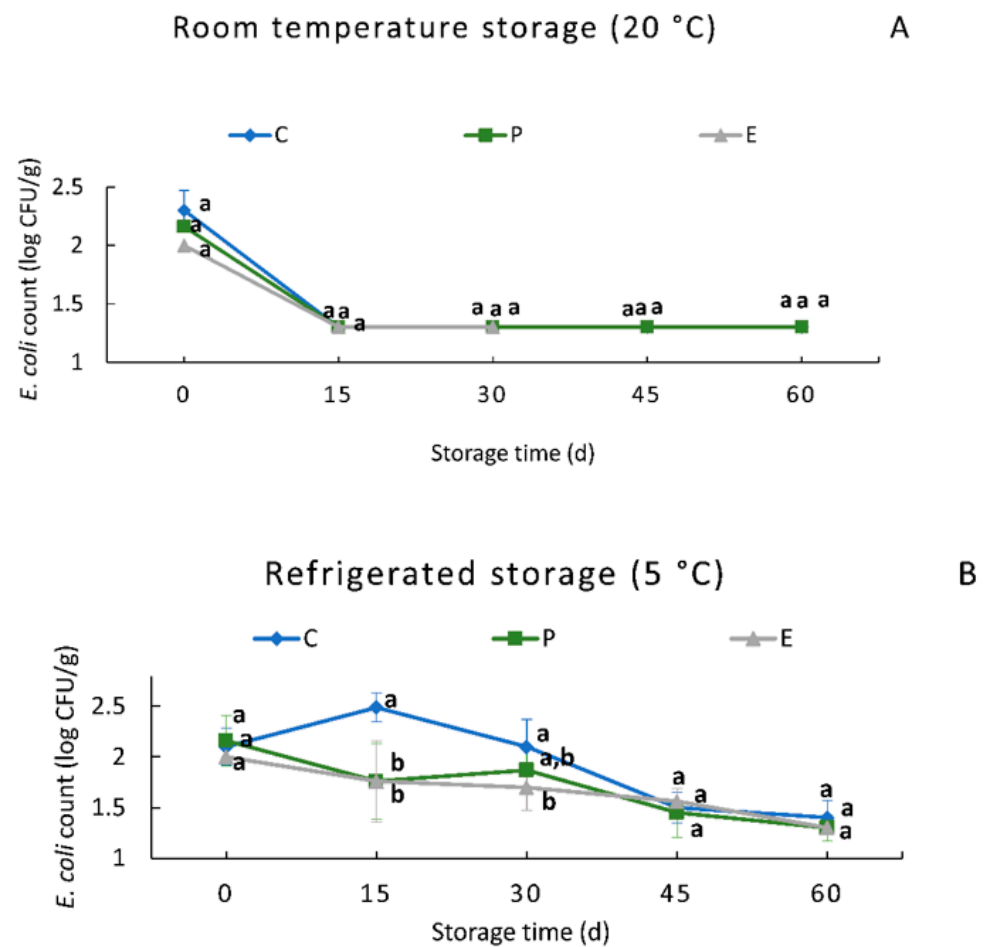 Room temperature storage (20 °C) A
C P E
E. coli count (log CFU/g)
2.5
2
1.5
1
a
a
a
a a
a
a a a
a a a
a a a
0 15 30 45 60
Storage time (d)
Refrigerated storage (5 °C) B
C P E
E. coli count (log CFU/g)
2.5
2
1.5
1
a
a
a
a
b
b
a
a,b
b
a
a
a
a
a
a
0 15 30 45 60
Storage time (d)